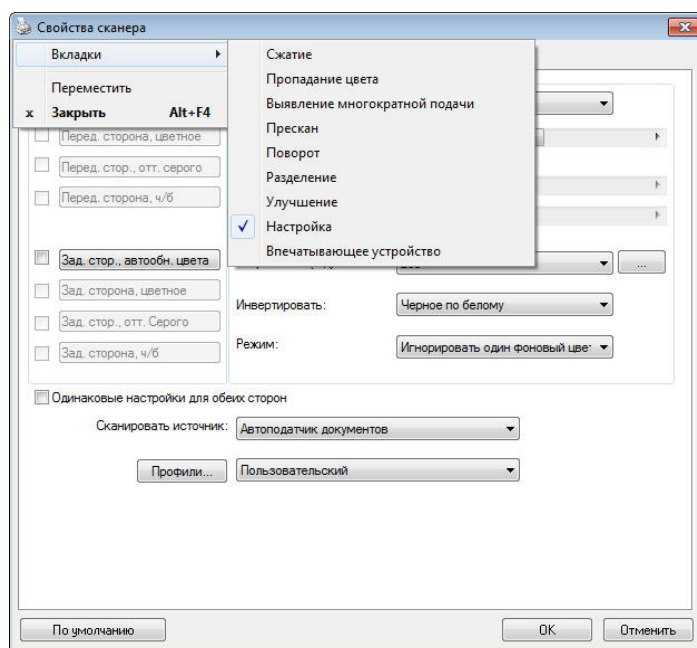 Свойства сканера
Вкладки
Переместить
x Закрыть Alt+F4
Сжатие
Пропадание цвета
Выявление многократной подачи
Прескан
Поворот
Разделение
Улучшение
Настройка
Впечатывающее устройство
Перед. сторона, цветное
Перед. стор., отт. серого
Перед. сторона, ч/б
Зад. стор., автообн. цвета
...
Зад. сторона, цветное
Инвертировать: Черное по белому
Зад. стор., отт. Серого
Режим: Игнорировать один фоновый
Зад. сторона, ч/б
Одинаковые настройки для обеих сторон
Сканировать источник: Автоподатчик документов
Профили... Пользовательский
По умолчанию OK Отменить